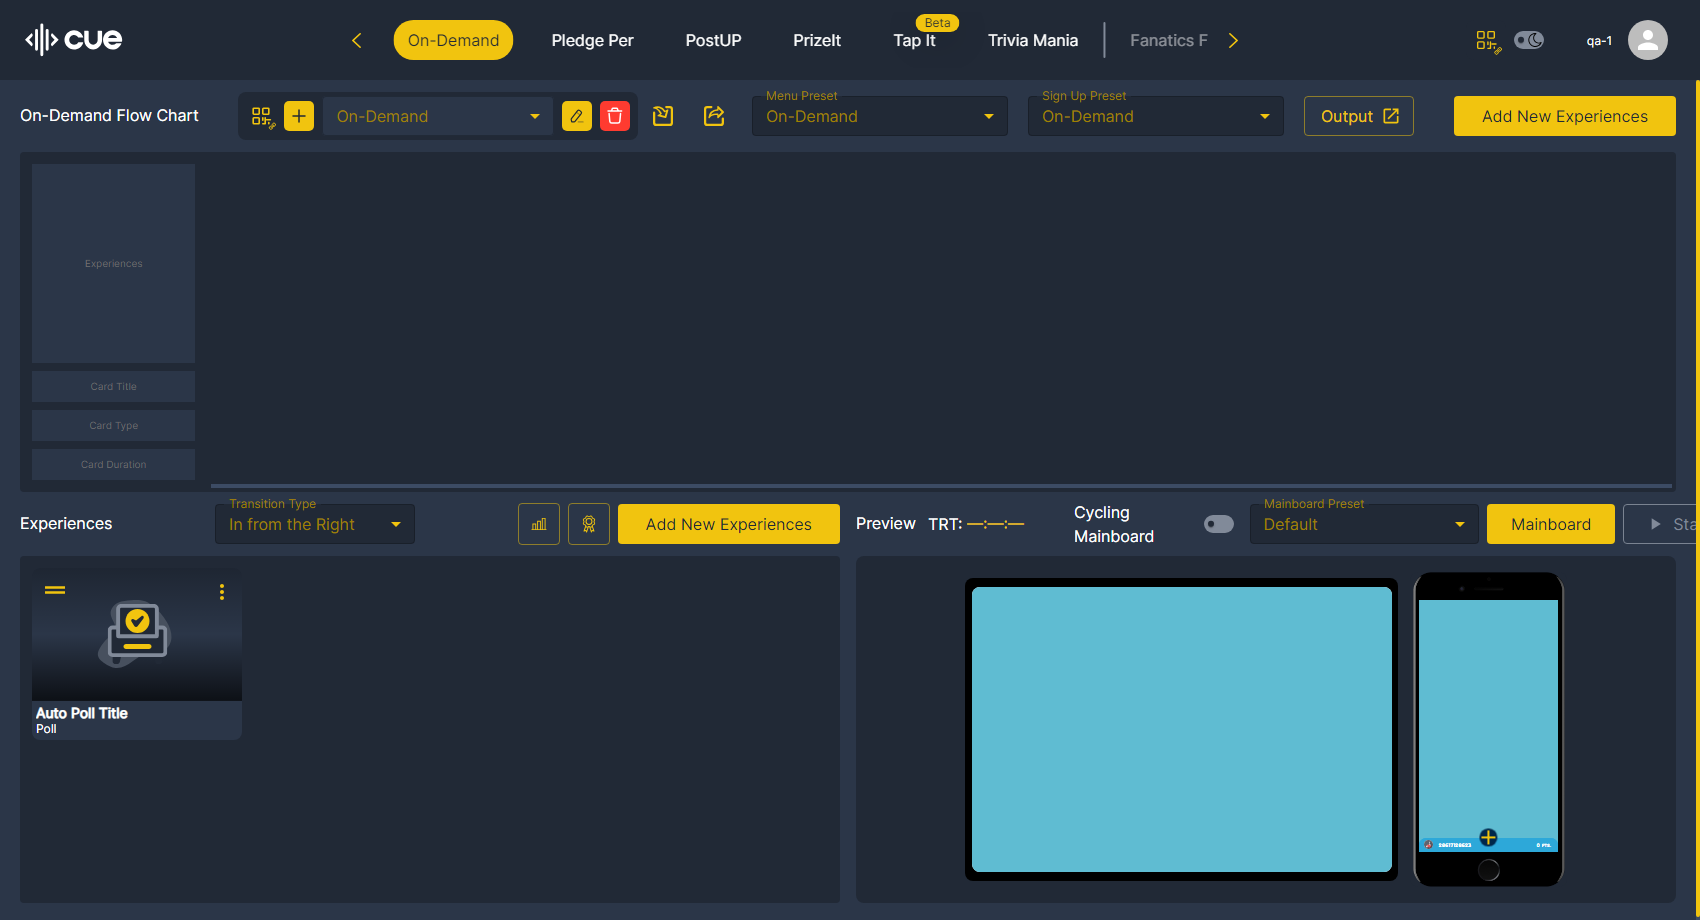 cue
On-Demand
Pledge Per
PostUP
PrizeIt
Beta
Tap It
Trivia Mania
Fanatics F
qa-1
On-Demand Flow Chart
On-Demand
Menu Preset
On-Demand
Sign Up Preset
On-Demand
Output
Add New Experiences
Experiences
Card Title
Card Type
Card Duration
Experiences
Transition Type
In from the Right
Add New Experiences
Preview
TRT: —:—:—
Cycling
Mainboard
Mainboard Preset
Default
Mainboard
Sta
Auto Poll Title
Poll
0 PTS.